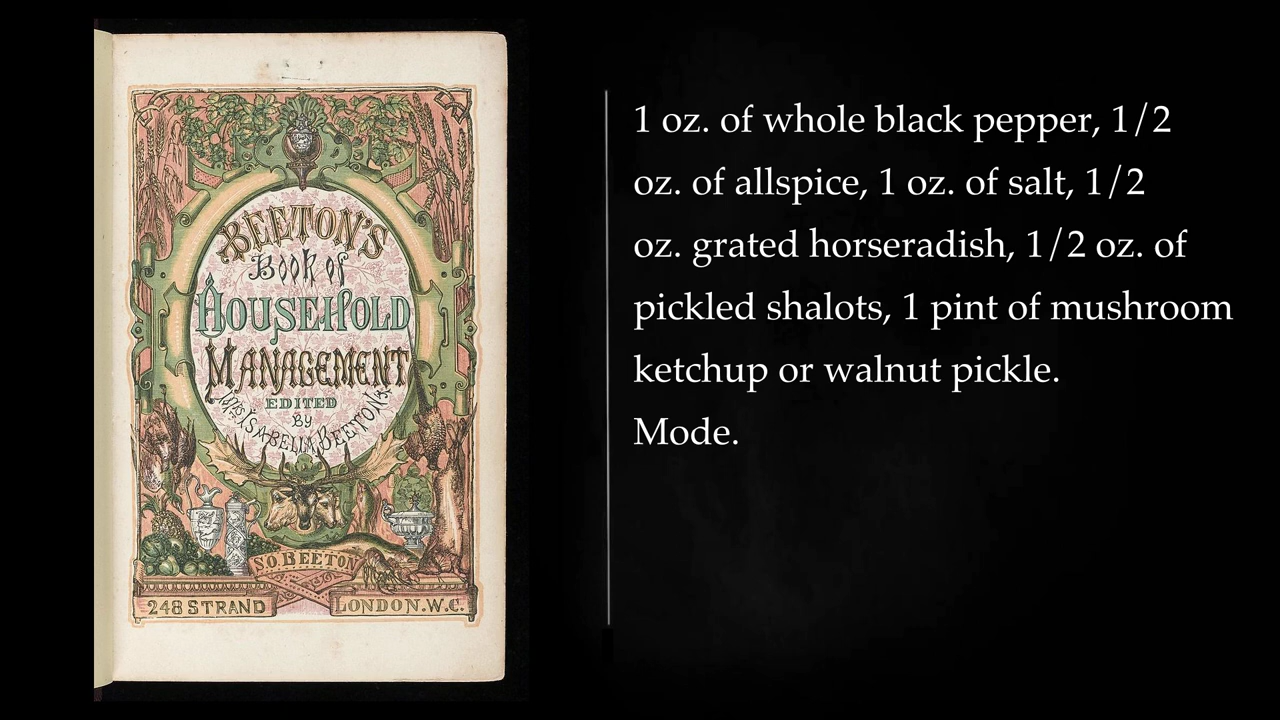 BEETON'S
Book of
HOUSEHOLD
MANAGEMENT
EDITED
BY
MRS ISABELLA BEETON
S.O. BEETON
248 STRAND
LONDON. W.C.
1 oz. of whole black pepper, 1/2
oz. of allspice, 1 oz. of salt, 1/2
oz. grated horseradish, 1/2 oz. of
pickled shalots, 1 pint of mushroom
ketchup or walnut pickle.
Mode.